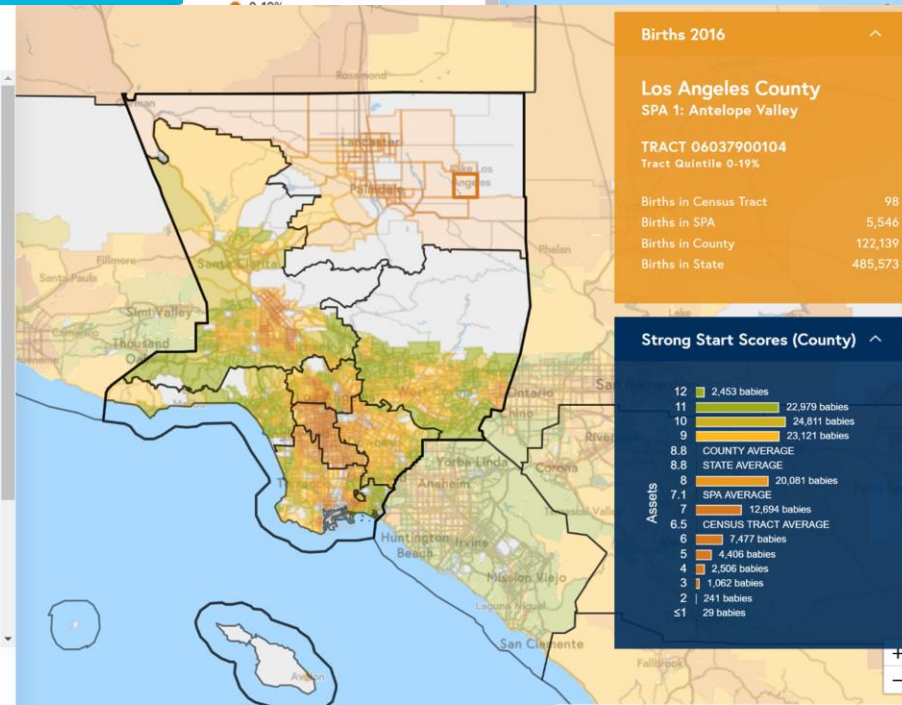 Births 2016
Los Angeles County
SPA 1: Antelope Valley
TRACT 06037900104
Tract Quintile 0-19%
Births in Census Tract 98
Births in SPA 5,546
Births in County 122,139
Births in State 485,573
Strong Start Scores (County)
Assets
12 2,453 babies
11 22,979 babies
10 24,811 babies
9 23,121 babies
8.8 COUNTY AVERAGE
8.8 STATE AVERAGE
8 20,081 babies
7.1 SPA AVERAGE
7 12,694 babies
6.5 CENSUS TRACT AVERAGE
6 7,477 babies
5 4,406 babies
4 2,506 babies
3 1,062 babies
2 241 babies
≤1 29 babies
Rosamond
Lancaster
Lake Los
Angeles
Palmdale
Phelan
Fillmore
Santa Clarita
Santa Paula
Simi Valley
Camarillo
Thousand
Ontario
Chino
Yorba Linda
Corona
Anaheim
Huntington
Beach
Irvine
Mission Viejo
Laguna Niguel
San Clemente
Fallbrook
Avalon
Lake
+
−